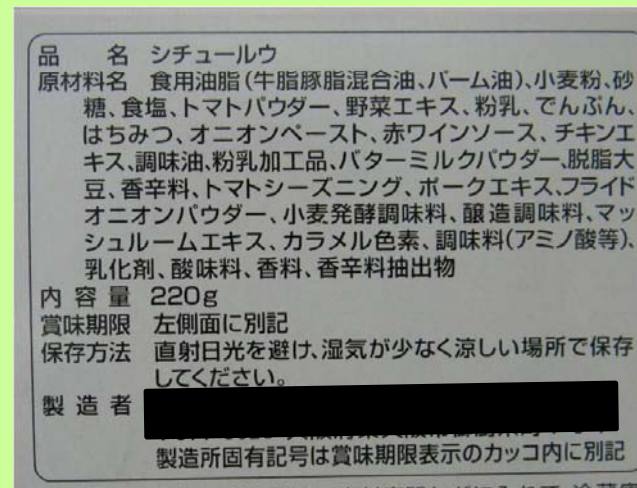 品名 シチュールウ
原材料名 食用油脂(牛脂豚脂混合油、パーム油)、小麦粉、砂
糖、食塩、トマトパウダー、野菜エキス、粉乳、でんぷん、
はちみつ、オニオンペースト、赤ワインソース、チキンエ
キス、調味油、粉乳加工品、バターミルクパウダー、脱脂大
豆、香辛料、トマトシーズニング、ポークエキス、フライド
オニオンパウダー、小麦発酵調味料、醸造調味料、マッ
シュルームエキス、カラメル色素、調味料(アミノ酸等)、
乳化剤、酸味料、香料、香辛料抽出物
内容量 220g
賞味期限 左側面に別記
保存方法 直射日光を避け、湿気が少なく涼しい場所で保存
してください。
製造者
製造所固有記号は賞味期限表示のカッコ内に別記